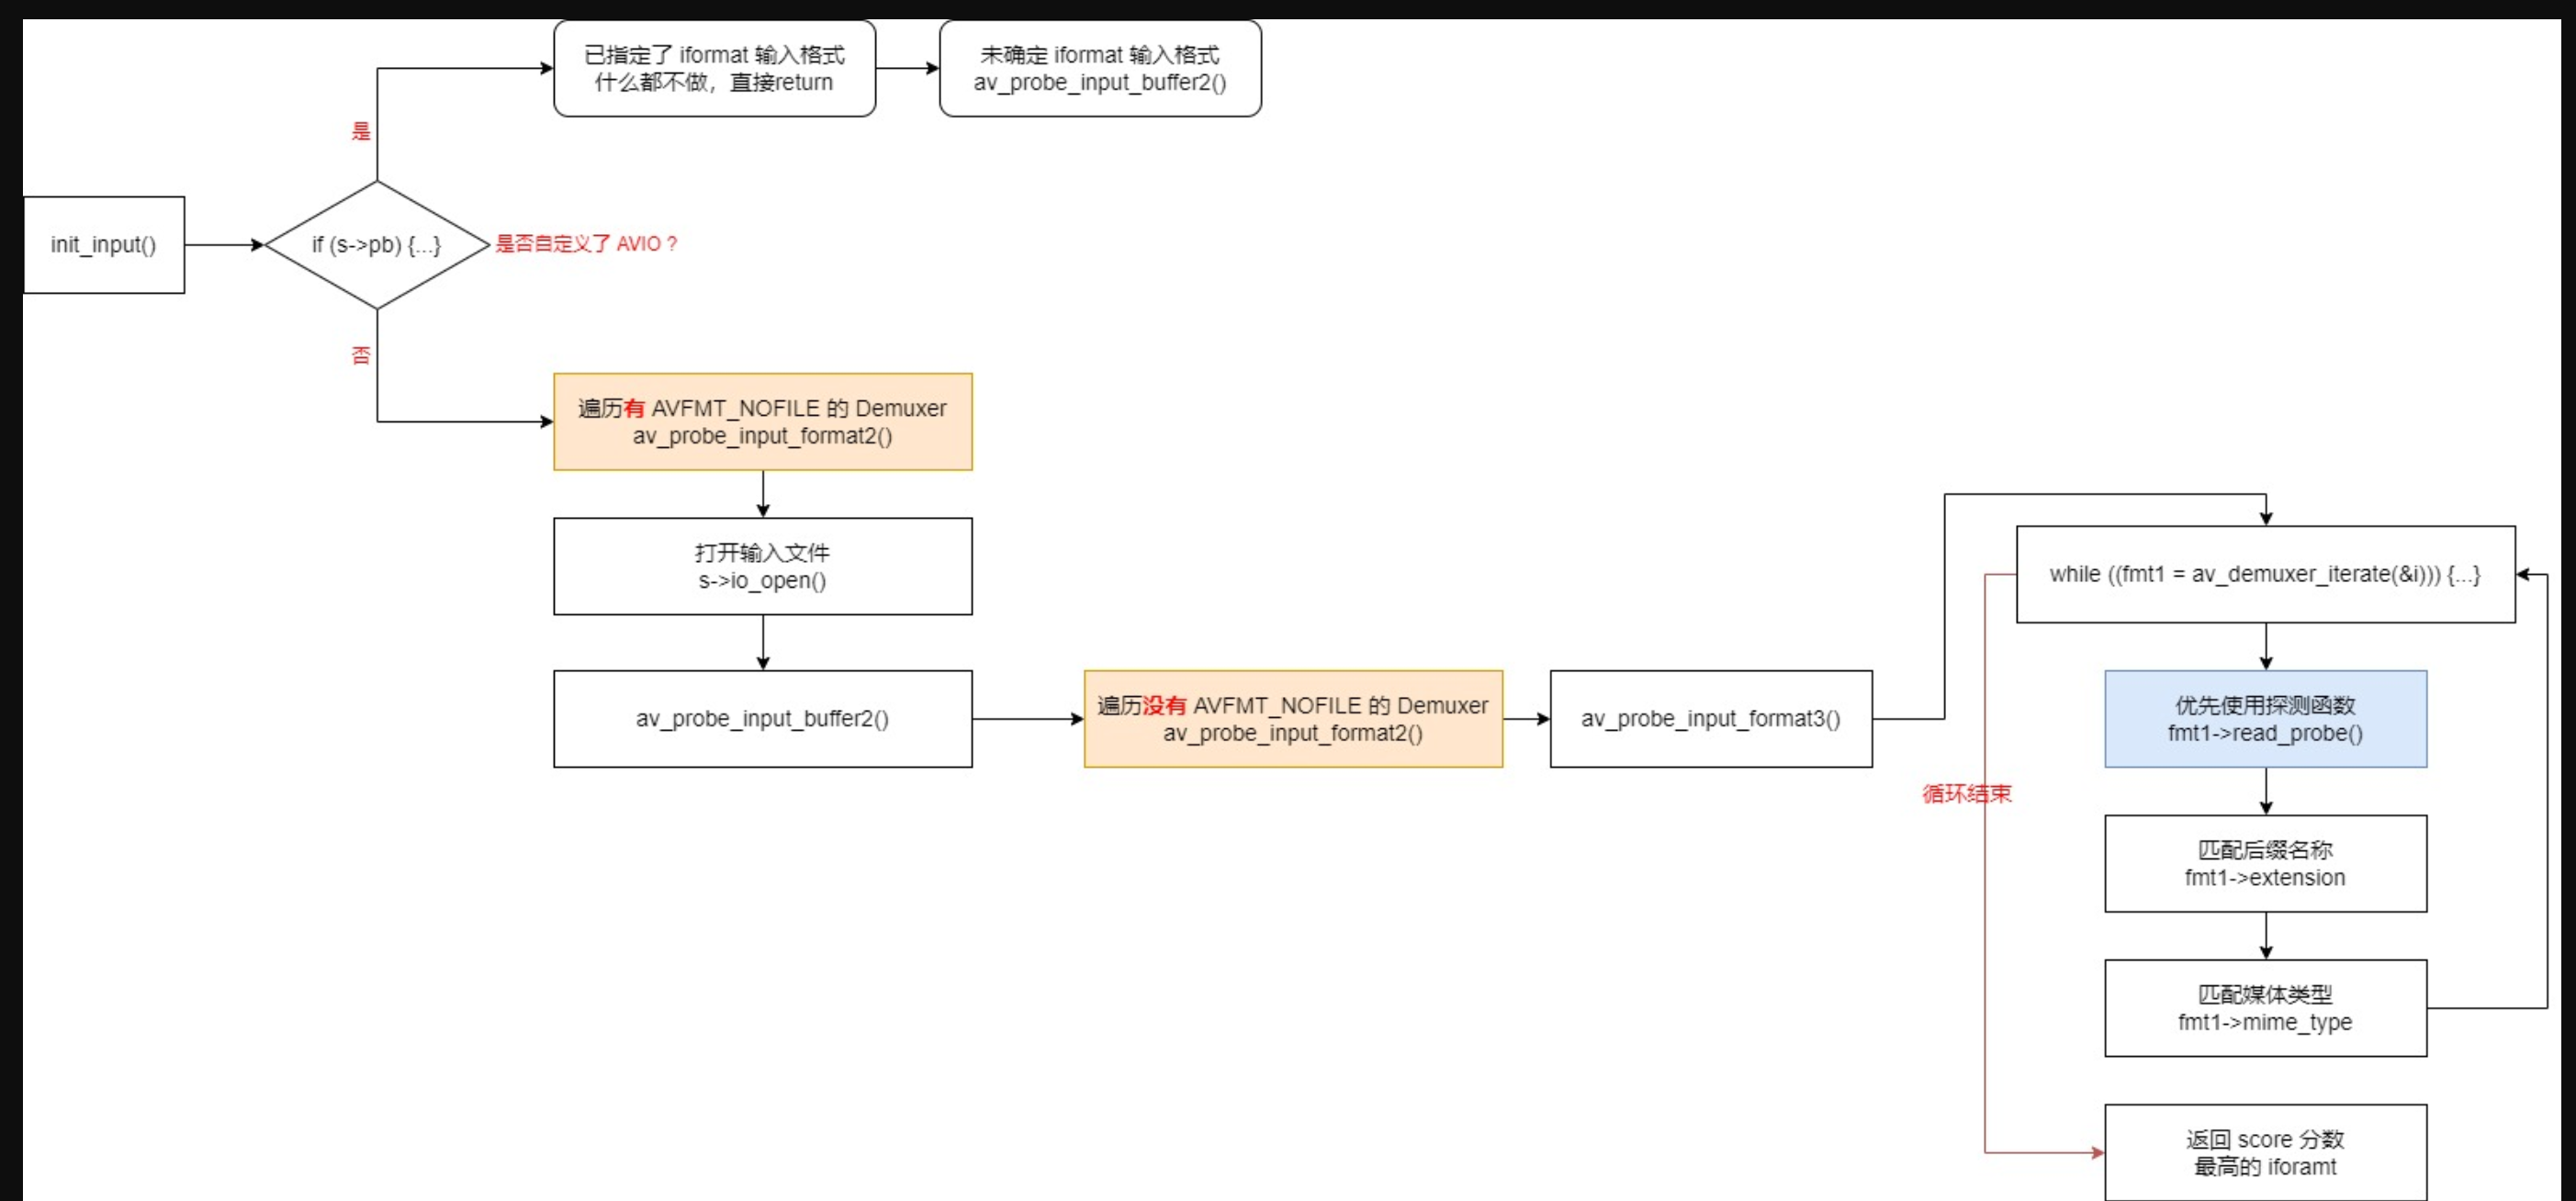 已指定了 iformat 输入格式
什么都不做，直接return
未确定 iformat 输入格式
av_probe_input_buffer2()
是
init_input()
if (s->pb) {...}
是否自定义了 AVIO？
否
遍历有 AVFMT_NOFILE 的 Demuxer
av_probe_input_format2()
打开输入文件
s->io_open()
av_probe_input_buffer2()
遍历没有 AVFMT_NOFILE 的 Demuxer
av_probe_input_format2()
av_probe_input_format3()
while ((fmt1 = av_demuxer_iterate(&i))) {...}
优先使用探测函数
fmt1->read_probe()
循环结束
匹配后缀名称
fmt1->extension
匹配媒体类型
fmt1->mime_type
返回 score 分数
最高的 iforamt